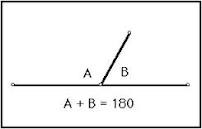 A B
A + B = 180